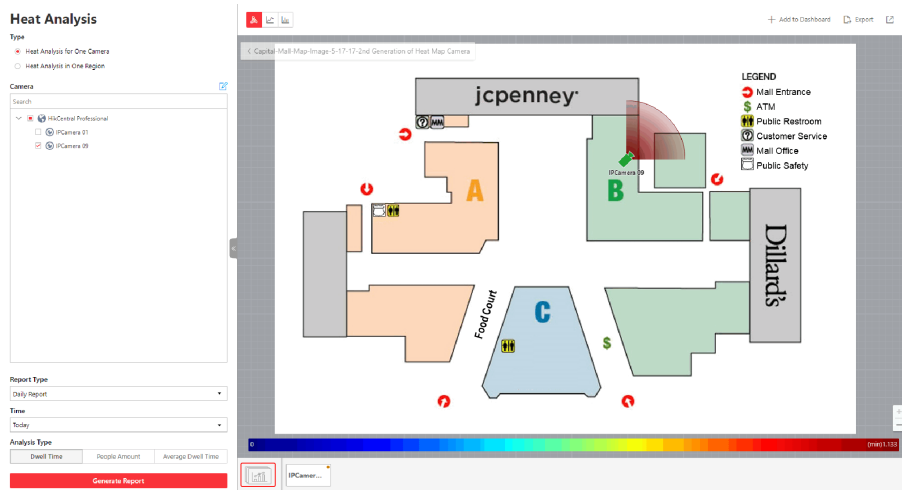 Heat Analysis
Type
Heat Analysis for One Camera
Heat Analysis in One Region
Camera
Search
HikCentral Professional
IPCamera 01
IPCamera 09
Report Type
Daily Report
Time
Today
Analysis Type
Dwell Time
People Amount
Average Dwell Time
Generate Report
Add to Dashboard
Export
Capital-Mall-Map-Image-5-17-17-2nd Generation of Heat Map Camera
jcpenney
LEGEND
Mall Entrance
$ ATM
Public Restroom
? Customer Service
MM Mall Office
Public Safety
? MM
IPCamera 09
A
B
Dillard's
Food Court
C
$
0
(min)1.133
IPCamer...